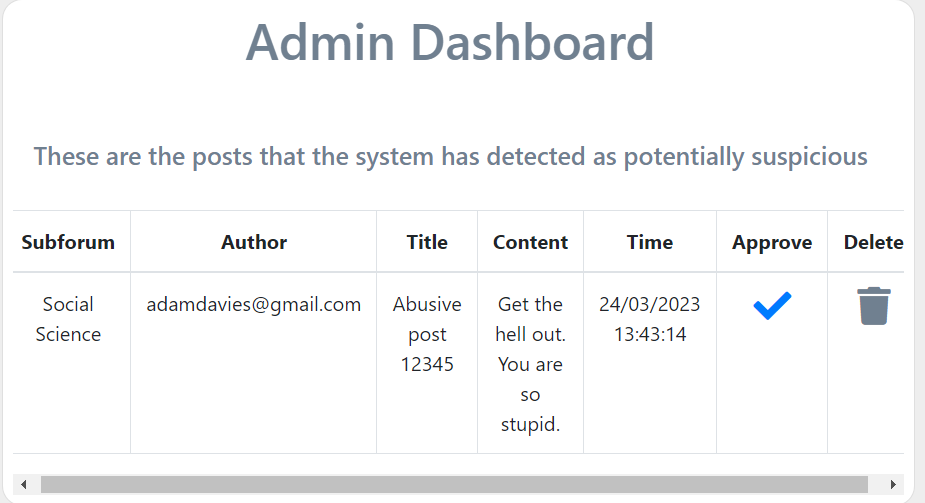 Admin Dashboard
These are the posts that the system has detected as potentially suspicious
Subforum Author Title Content Time Approve Delete
Social adamdavies@gmail.com Abusive Get the 24/03/2023
Science post hell out. 13:43:14
12345 You are
so
stupid.